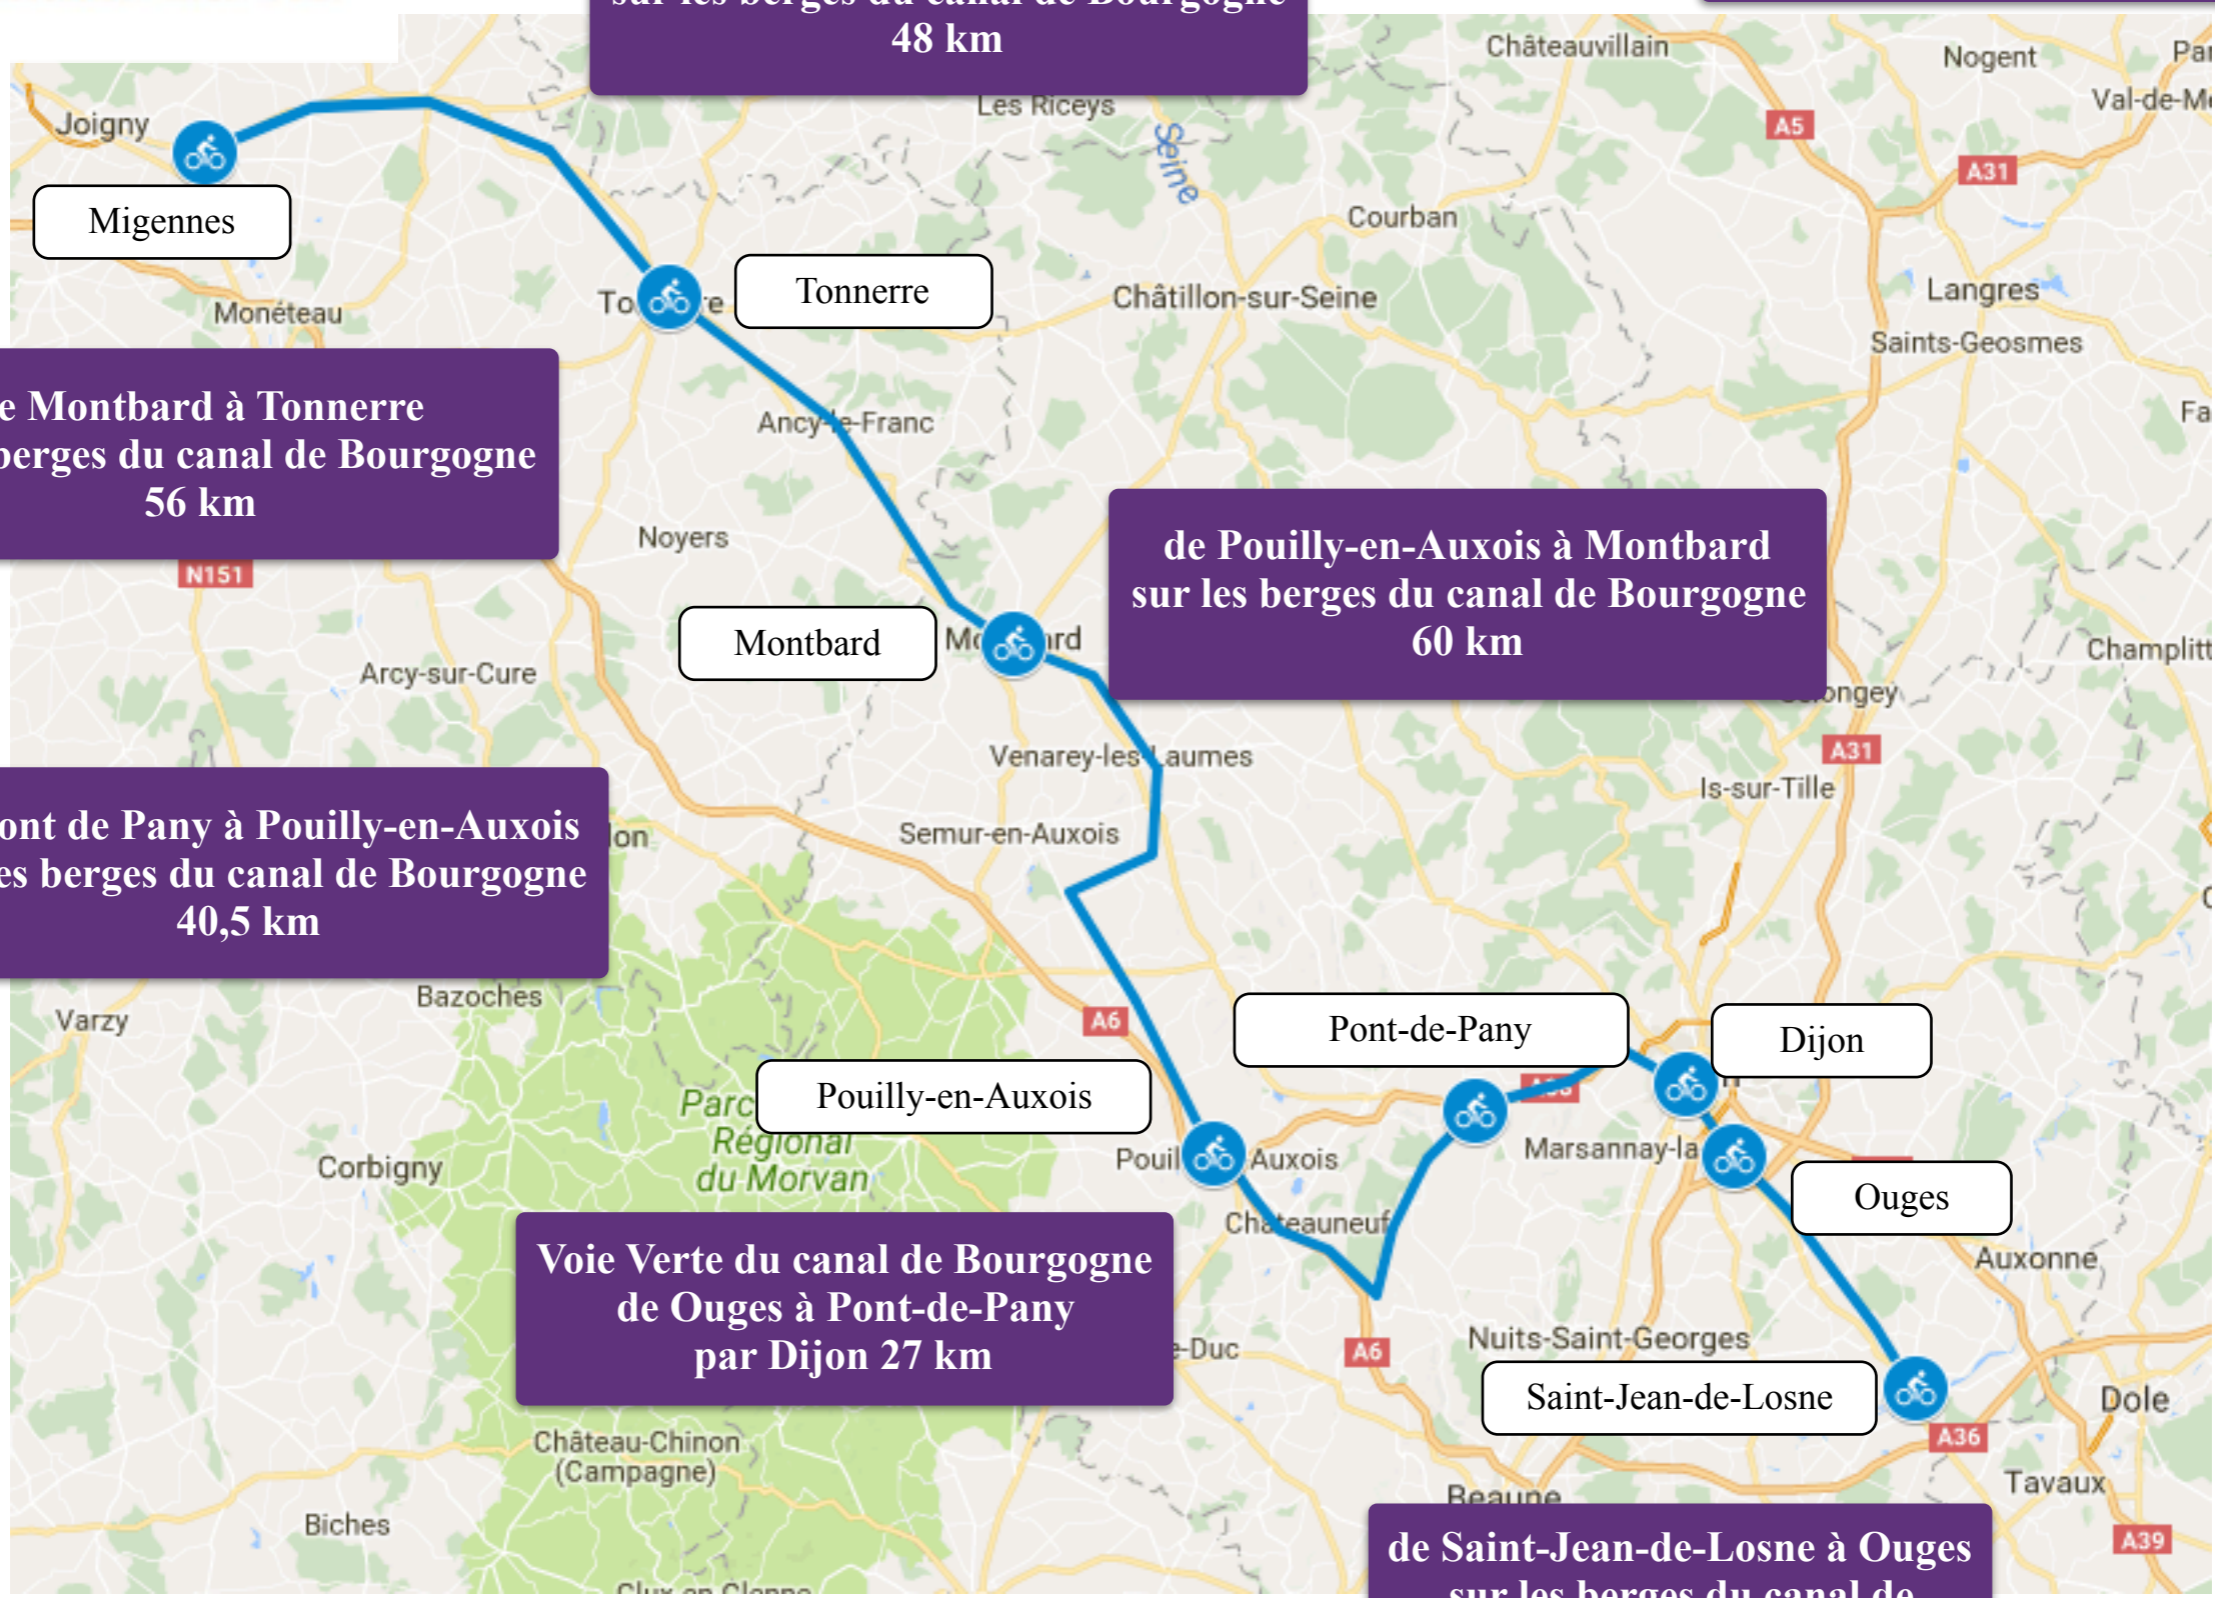 48 km
Châteauvillain
Nogent
Les Riceys
Joigny
A5
Seine
A31
Migennes
Courban
Tonnerre
Châtillon-sur-Seine
Langres
Monéteau
Saints-Geosmes
e Montbard à Tonnerre
berges du canal de Bourgogne
56 km
Ancy-le-Franc
Noyers
de Pouilly-en-Auxois à Montbard
sur les berges du canal de Bourgogne
60 km
N151
Montbard
Champlitt
Arcy-sur-Cure
ongey
Venarey-les-Laumes
A31
Is-sur-Tille
ont de Pany à Pouilly-en-Auxois
es berges du canal de Bourgogne
40,5 km
lon
Semur-en-Auxois
Bazoches
Varzy
A6
Pont-de-Pany
Dijon
Pouilly-en-Auxois
Parc
Régional
du Morvan
Pouil
Auxois
Marsannay-la
Corbigny
Ouges
Châteauneuf
Voie Verte du canal de Bourgogne
de Ouges à Pont-de-Pany
par Dijon 27 km
Auxonne
e-Duc
A6
Nuits-Saint-Georges
Saint-Jean-de-Losne
Dole
A36
Château-Chinon
(Campagne)
Tavaux
Beaune
Biches
A39
de Saint-Jean-de-Losne à Ouges
sur les berges du canal de